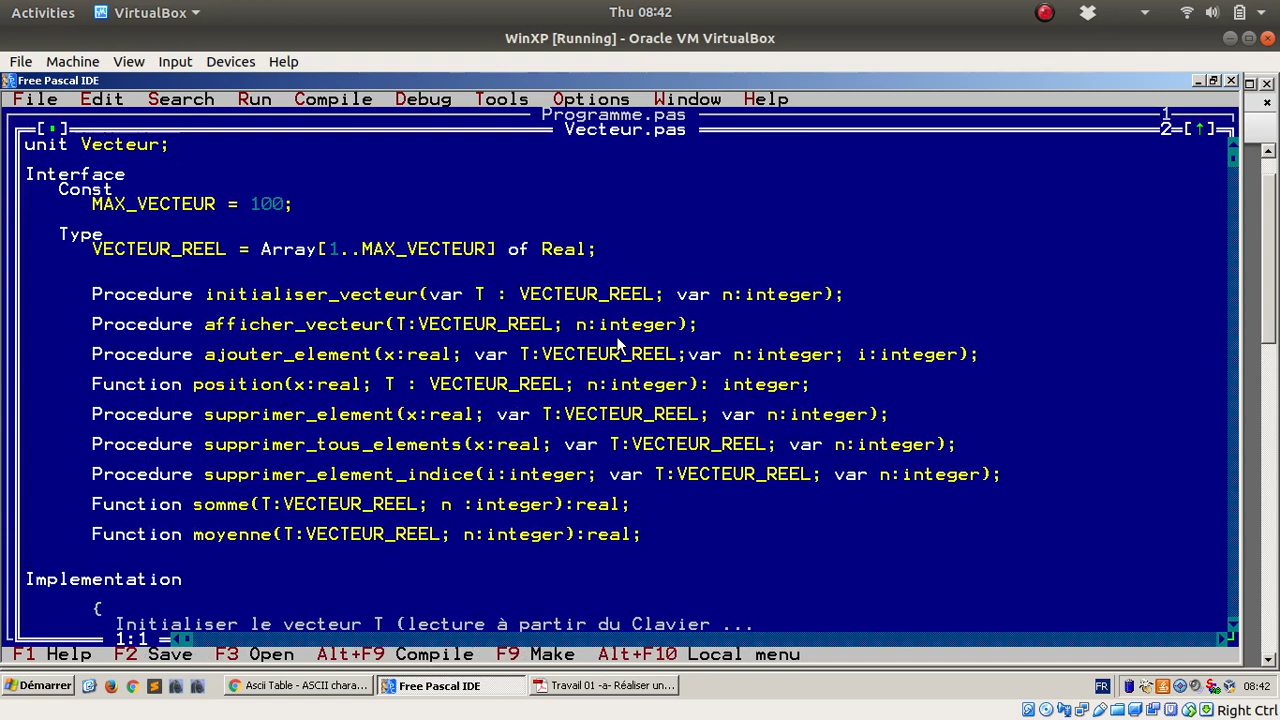 Activities VirtualBox Thu 08:42
WinXP [Running] - Oracle VM VirtualBox
File Machine View Input Devices Help
Free Pascal IDE
File Edit Search Run Compile Debug Tools Options Window Help
Programme.pas 1
[▪] Vecteur.pas 2=[↑]
unit Vecteur;
Interface
Const
MAX_VECTEUR = 100;
Type
VECTEUR_REEL = Array[1..MAX_VECTEUR] of Real;
Procedure initialiser_vecteur(var T : VECTEUR_REEL; var n:integer);
Procedure afficher_vecteur(T:VECTEUR_REEL; n:integer);
Procedure ajouter_element(x:real; var T:VECTEUR_REEL;var n:integer; i:integer);
Function position(x:real; T : VECTEUR_REEL; n:integer): integer;
Procedure supprimer_element(x:real; var T:VECTEUR_REEL; var n:integer);
Procedure supprimer_tous_elements(x:real; var T:VECTEUR_REEL; var n:integer);
Procedure supprimer_element_indice(i:integer; var T:VECTEUR_REEL; var n:integer);
Function somme(T:VECTEUR_REEL; n :integer):real;
Function moyenne(T:VECTEUR_REEL; n:integer):real;
Implementation
{
Initialiser le vecteur T (lecture à partir du Clavier ...
1:1
F1 Help F2 Save F3 Open Alt+F9 Compile F9 Make Alt+F10 Local menu
Démarrer Ascii Table - ASCII chara... Free Pascal IDE Travail 01 -a- Réaliser un... FR 08:42
Right Ctrl